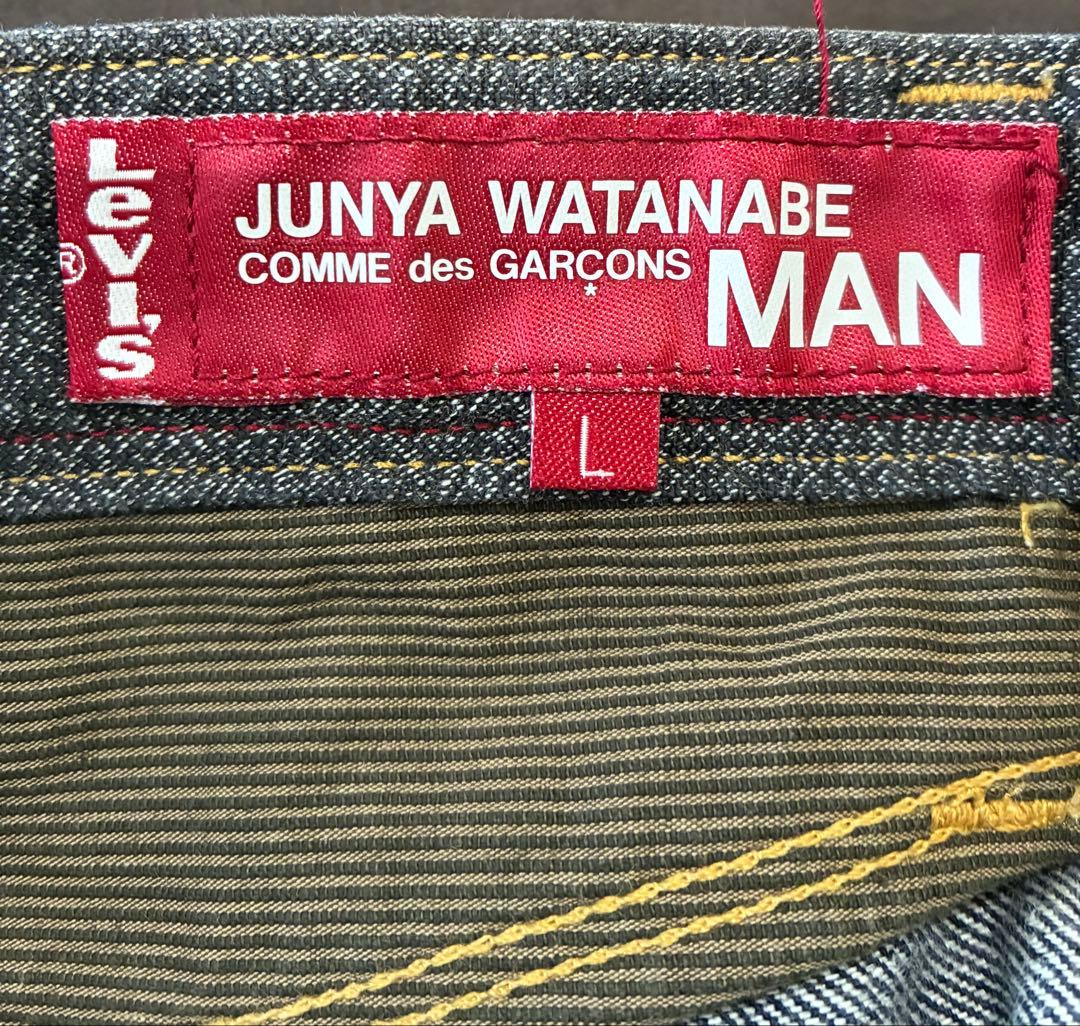 Levi's
®
JUNYA WATANABE
COMME des GARÇONS
*
MAN
L